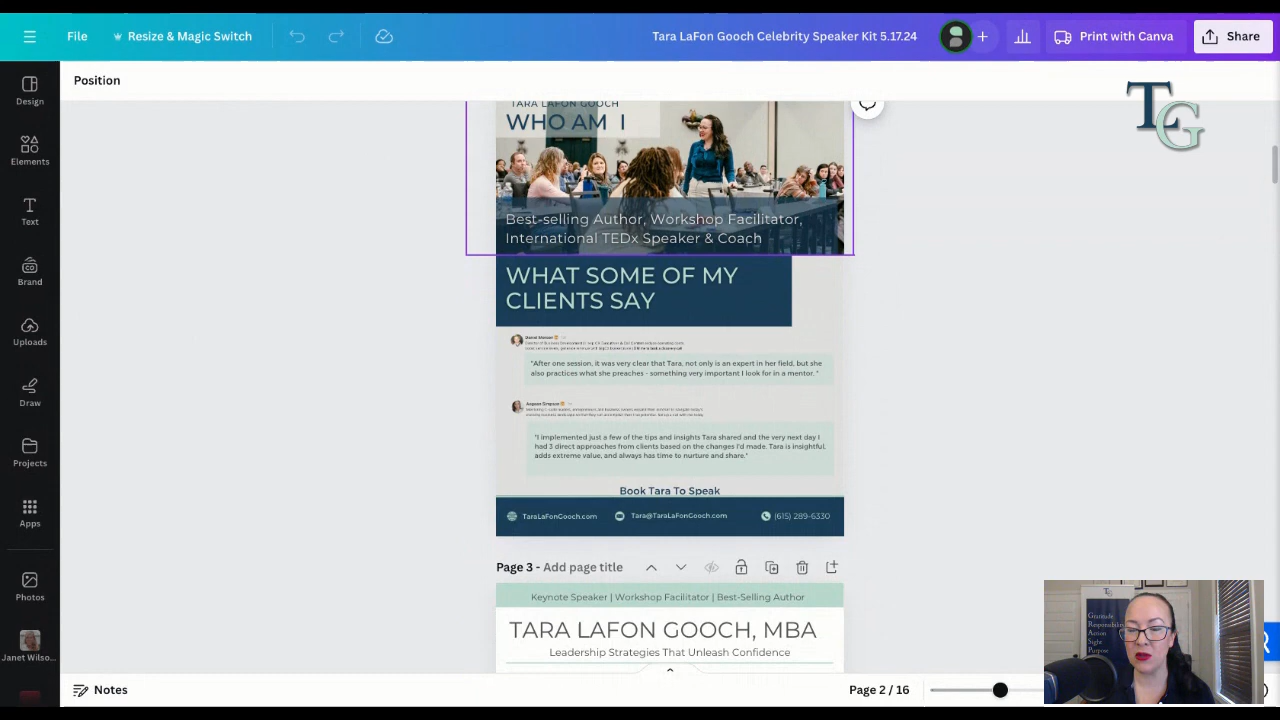 File
Resize & Magic Switch
Tara LaFon Gooch Celebrity Speaker Kit 5.17.24
Print with Canva
Share
Position
Design
Elements
Text
Brand
Uploads
Draw
Projects
Apps
Photos
Janet Wilso...
TG
TARA LAFON GOOCH
WHO AM I
Best-selling Author, Workshop Facilitator,
International TEDx Speaker & Coach
WHAT SOME OF MY
CLIENTS SAY
"After one session, it was very clear that Tara, not only is an expert in her field, but she
also practices what she preaches - something very important I look for in a mentor. "
"I implemented just a few of the tips and insights Tara shared and the very next day I
had 3 direct approaches from clients based on the changes I'd made. Tara is insightful,
adds extreme value, and always has time to nurture and share."
Book Tara To Speak
TaraLaFonGooch.com Tara@TaraLaFonGooch.com (615) 289-6330
Page 3 - Add page title
Keynote Speaker | Workshop Facilitator | Best-Selling Author
TARA LAFON GOOCH, MBA
Leadership Strategies That Unleash Confidence
Gratitude
Action
Sight
Purpose
Notes
Page 2 / 16